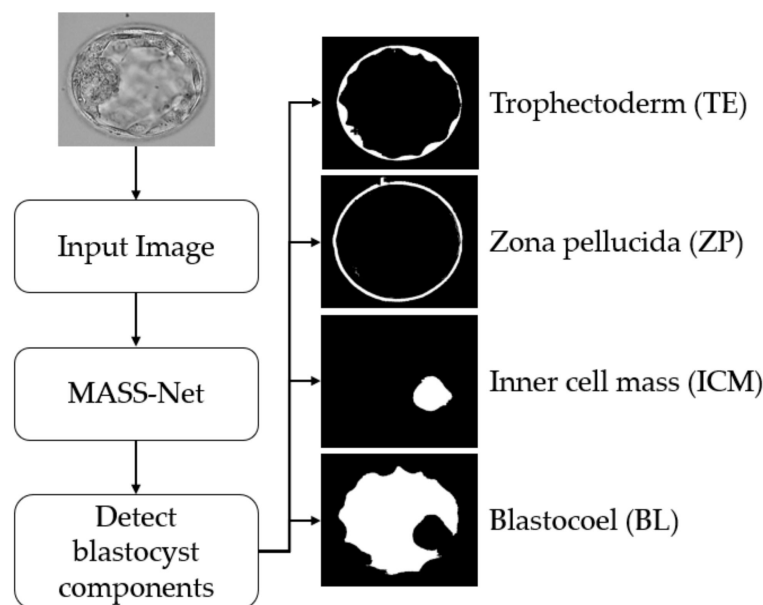 Input Image
MASS-Net
Detect
blastocyst
components
Trophectoderm (TE)
Zona pellucida (ZP)
Inner cell mass (ICM)
Blastocoel (BL)